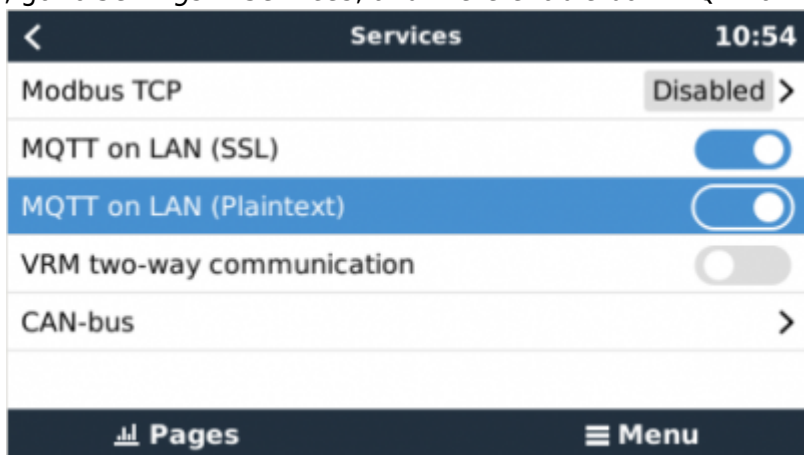 Services 10:54
Modbus TCP Disabled
MQTT on LAN (SSL)
MQTT on LAN (Plaintext)
VRM two-way communication
CAN-bus
Pages Menu